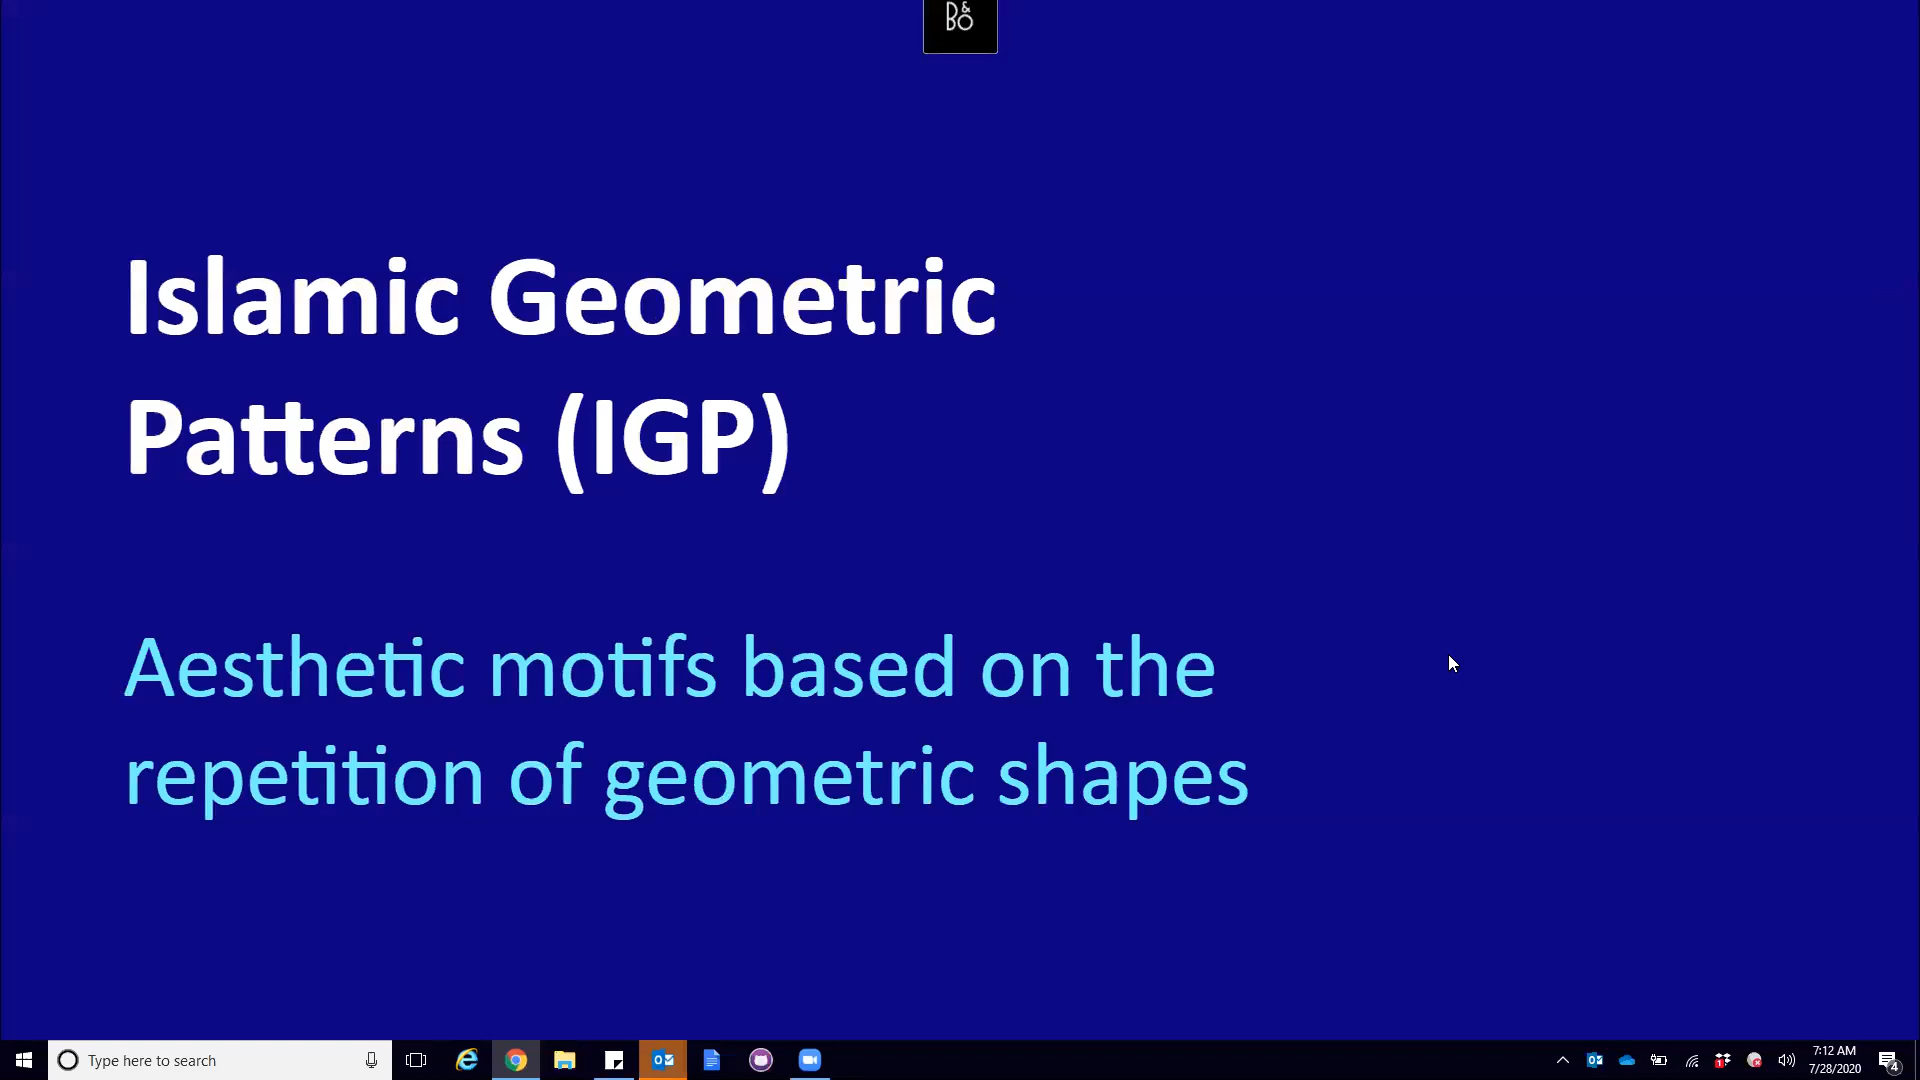 B&O
Islamic Geometric
Patterns (IGP)
Aesthetic motifs based on the
repetition of geometric shapes
Type here to search
7:12 AM
7/28/2020
4